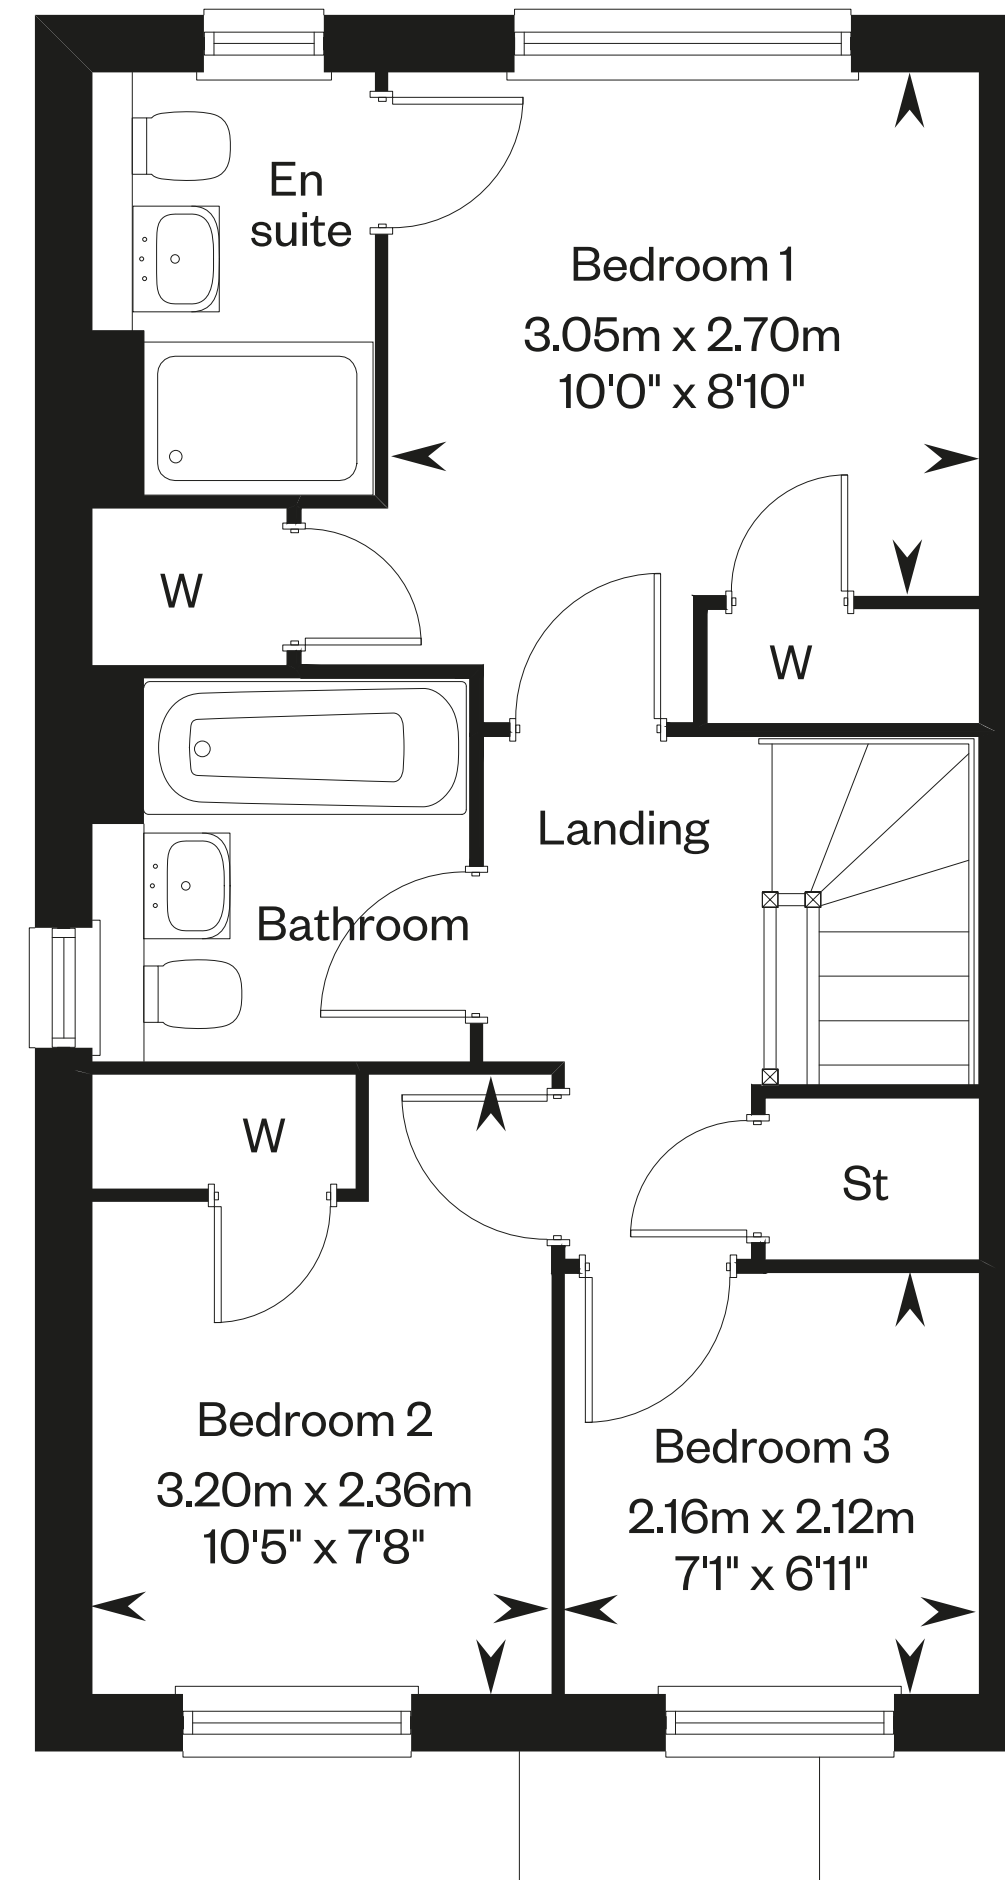 En
suite
Bedroom 1
3.05m x 2.70m
10'0" x 8'10"
W
W
Landing
Bathroom
W
St
Bedroom 2
3.20m x 2.36m
10'5" x 7'8"
Bedroom 3
2.16m x 2.12m
7'1" x 6'11"